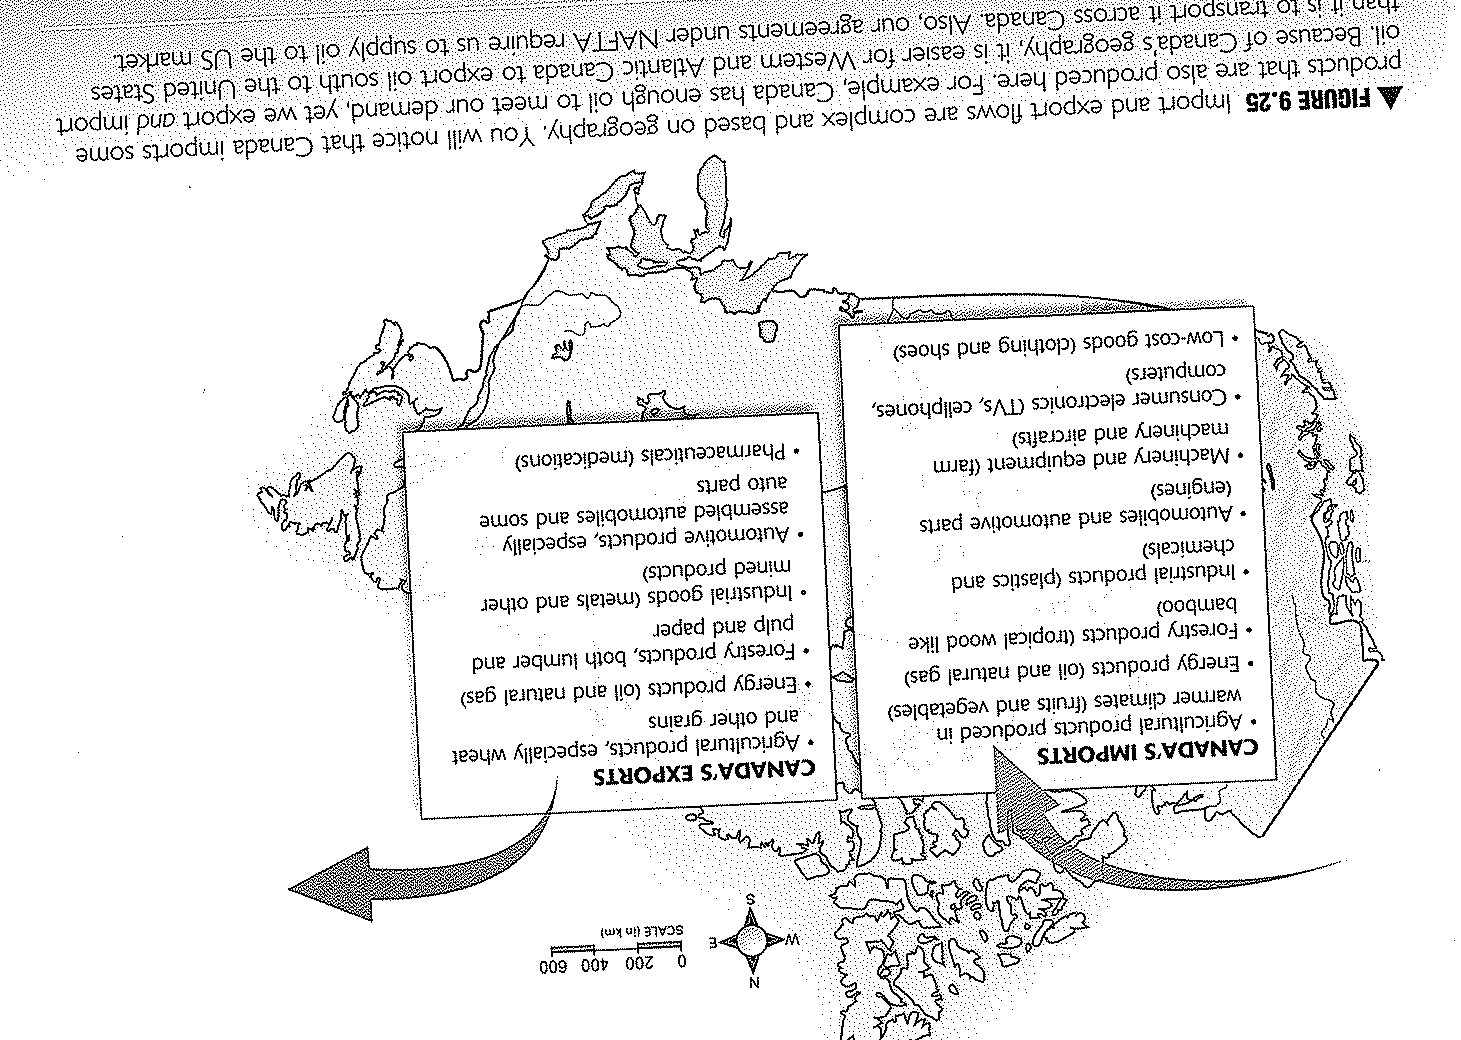 N
W
E
S
0 200 400 600
SCALE (in km)
CANADA'S IMPORTS
• Agricultural products produced in
warmer climates (fruits and vegetables)
• Energy products (oil and natural gas)
• Forestry products (tropical wood like
bamboo)
• Industrial products (plastics and
chemicals)
• Automobiles and automotive parts
(engines)
• Machinery and equipment (farm
machinery and aircrafts)
• Consumer electronics (TVs, cellphones,
computers)
• Low-cost goods (clothing and shoes)
CANADA'S EXPORTS
• Agricultural products, especially wheat
and other grains
• Energy products (oil and natural gas)
• Forestry products, both lumber and
pulp and paper
• Industrial goods (metals and other
mined products)
• Automotive products, especially
assembled automobiles and some
auto parts
• Pharmaceuticals (medications)
▲ FIGURE 9.25 Import and export flows are complex and based on geography. You will notice that Canada imports some
products that are also produced here. For example, Canada has enough oil to meet our demand, yet we export and import
oil. Because of Canada's geography, it is easier for Western and Atlantic Canada to export oil south to the United States
than it is to transport it across Canada. Also, our agreements under NAFTA require us to supply oil to the US market.